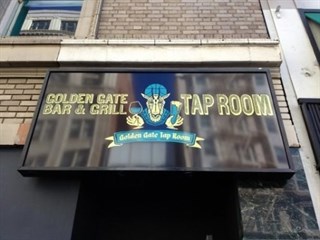 GOLDEN GATE
BAR & GRILL
TAP ROOM
Golden Gate Tap Room